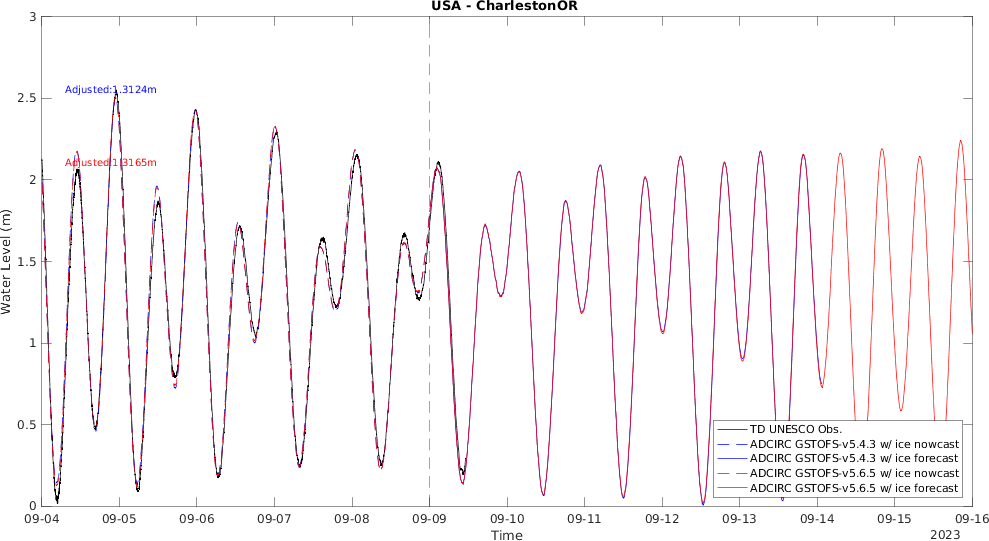 USA - CharlestonOR
3
2.5
2
1.5
1
0.5
0
Water Level (m)
Adjusted:1.3124m
Adjusted:1.3165m
TD UNESCO Obs.
ADCIRC GSTOFS-v5.4.3 w/ ice nowcast
ADCIRC GSTOFS-v5.4.3 w/ ice forecast
ADCIRC GSTOFS-v5.6.5 w/ ice nowcast
ADCIRC GSTOFS-v5.6.5 w/ ice forecast
09-04 09-05 09-06 09-07 09-08 09-09 09-10 09-11 09-12 09-13 09-14 09-15 09-16
Time
2023